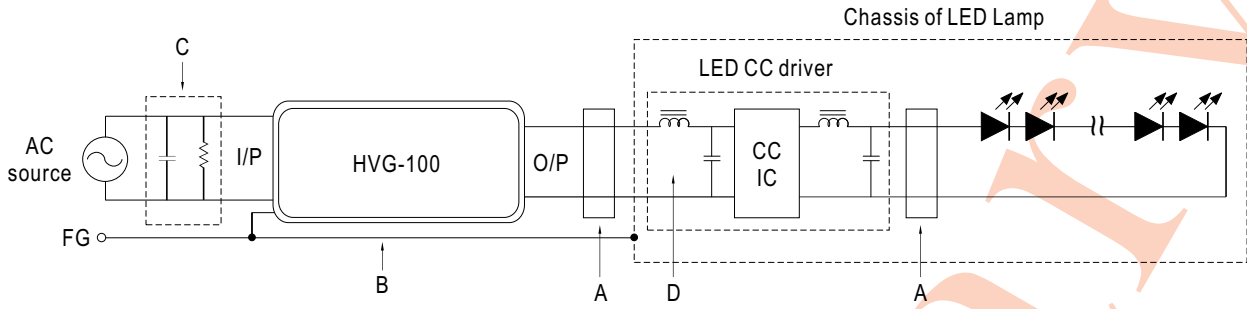 Chassis of LED Lamp
C
LED CC driver
AC
source
I/P
HVG-100
O/P
CC
IC
FG
B
A
D
A